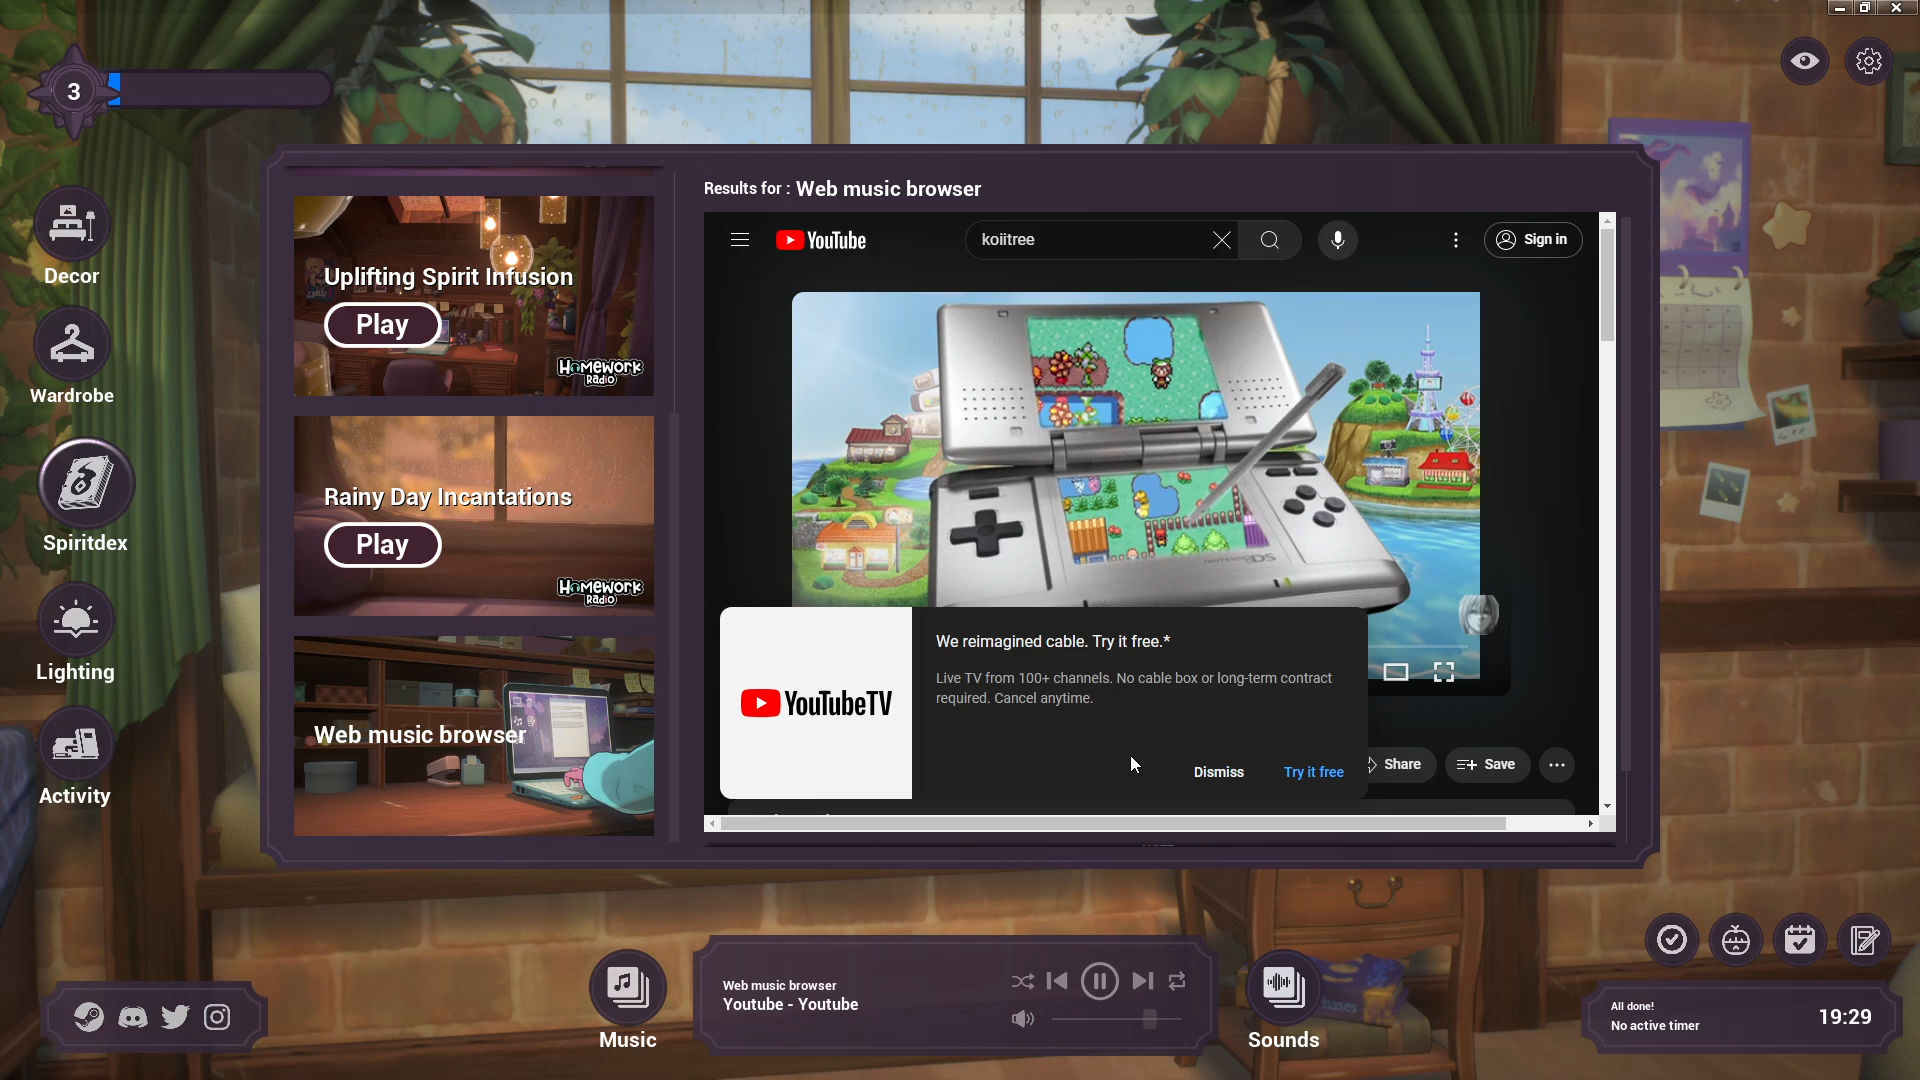 3
Decor
Wardrobe
Spiritdex
Lighting
Activity
Uplifting Spirit Infusion
Play
HOMEWORK
Radio
Rainy Day Incantations
Play
HOMEWORK
Radio
Web music browser
Results for : Web music browser
YouTube
koiitree
Sign in
NINTENDO DS
YouTubeTV
We reimagined cable. Try it free.*
Live TV from 100+ channels. No cable box or long-term contract
required. Cancel anytime.
Dismiss
Try it free
Share
Save
Music
Web music browser
Youtube - Youtube
Sounds
All done!
No active timer
19:29